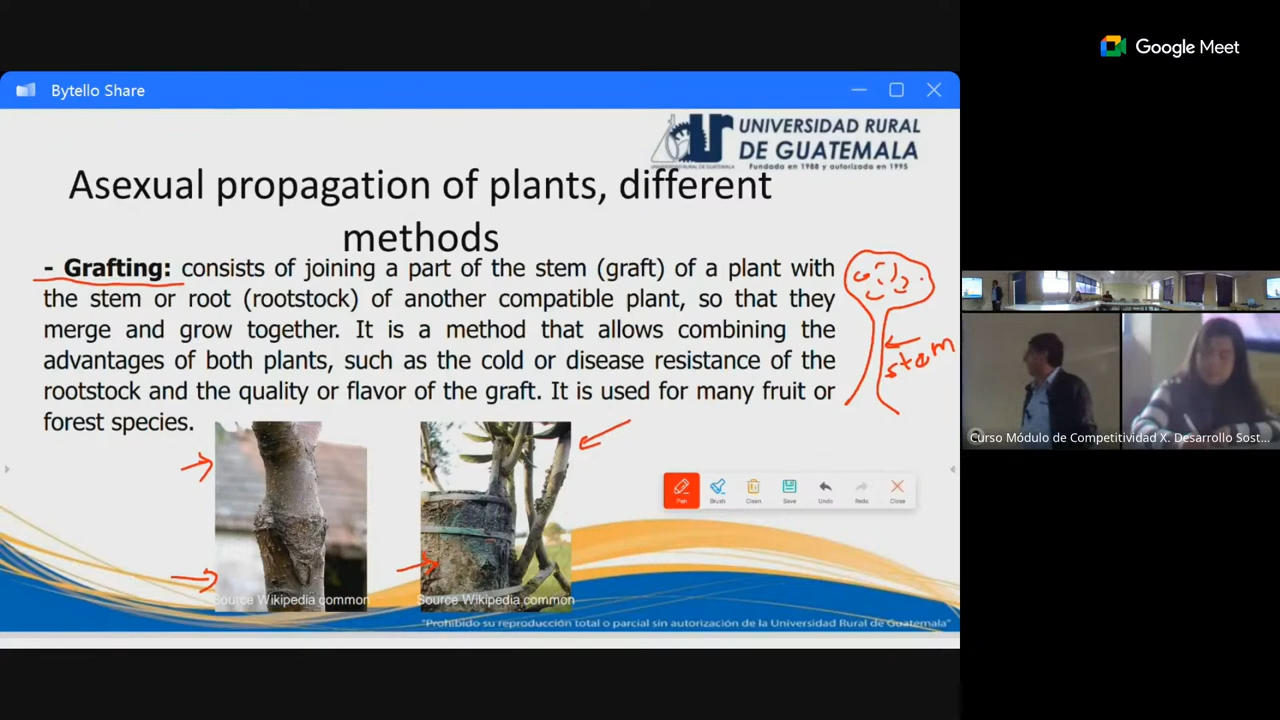 Google Meet
Bytello Share
UNIVERSIDAD RURAL
DE GUATEMALA
Fundado en 1988 y autorizado en 1995
Asexual propagation of plants, different
methods
- Grafting: consists of joining a part of the stem (graft) of a plant with
the stem or root (rootstock) of another compatible plant, so that they
merge and grow together. It is a method that allows combining the
advantages of both plants, such as the cold or disease resistance of the
rootstock and the quality or flavor of the graft. It is used for many fruit or
forest species.
stem
Pen Brush Clean Save Undo Redo Close
Source Wikipedia common
Source Wikipedia common
"Prohibido su reproducción total o parcial sin autorización de la Universidad Rural de Guatemala"
Curso Módulo de Competitividad X. Desarrollo Sost...